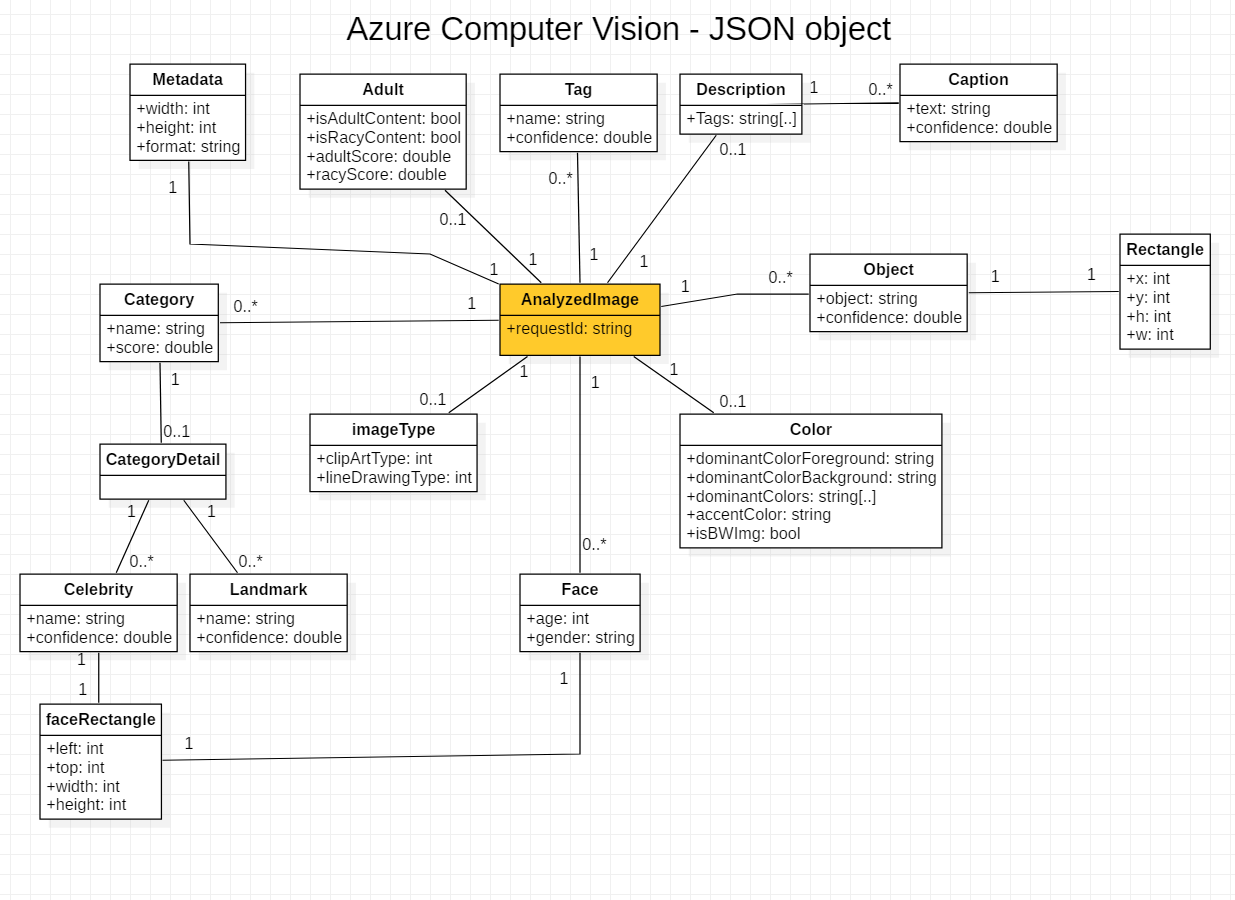 Azure Computer Vision - JSON object
Metadata
+width: int
+height: int
+format: string
1
Adult
+isAdultContent: bool
+isRacyContent: bool
+adultScore: double
+racyScore: double
0..1
Tag
+name: string
+confidence: double
0..*
Description
+Tags: string[..]
0..1
1
0..*
Caption
+text: string
+confidence: double
1
1
1
1
AnalyzedImage
+requestId: string
1
0..*
Object
+object: string
+confidence: double
1
1
Rectangle
+x: int
+y: int
+h: int
+w: int
Category
+name: string
+score: double
0..*
1
1
0..1
CategoryDetail
1
1
0..*
0..*
1
0..1
imageType
+clipArtType: int
+lineDrawingType: int
1
0..*
1
0..1
Color
+dominantColorForeground: string
+dominantColorBackground: string
+dominantColors: string[..]
+accentColor: string
+isBWImg: bool
Celebrity
+name: string
+confidence: double
1
1
Landmark
+name: string
+confidence: double
Face
+age: int
+gender: string
1
faceRectangle
+left: int
+top: int
+width: int
+height: int
1